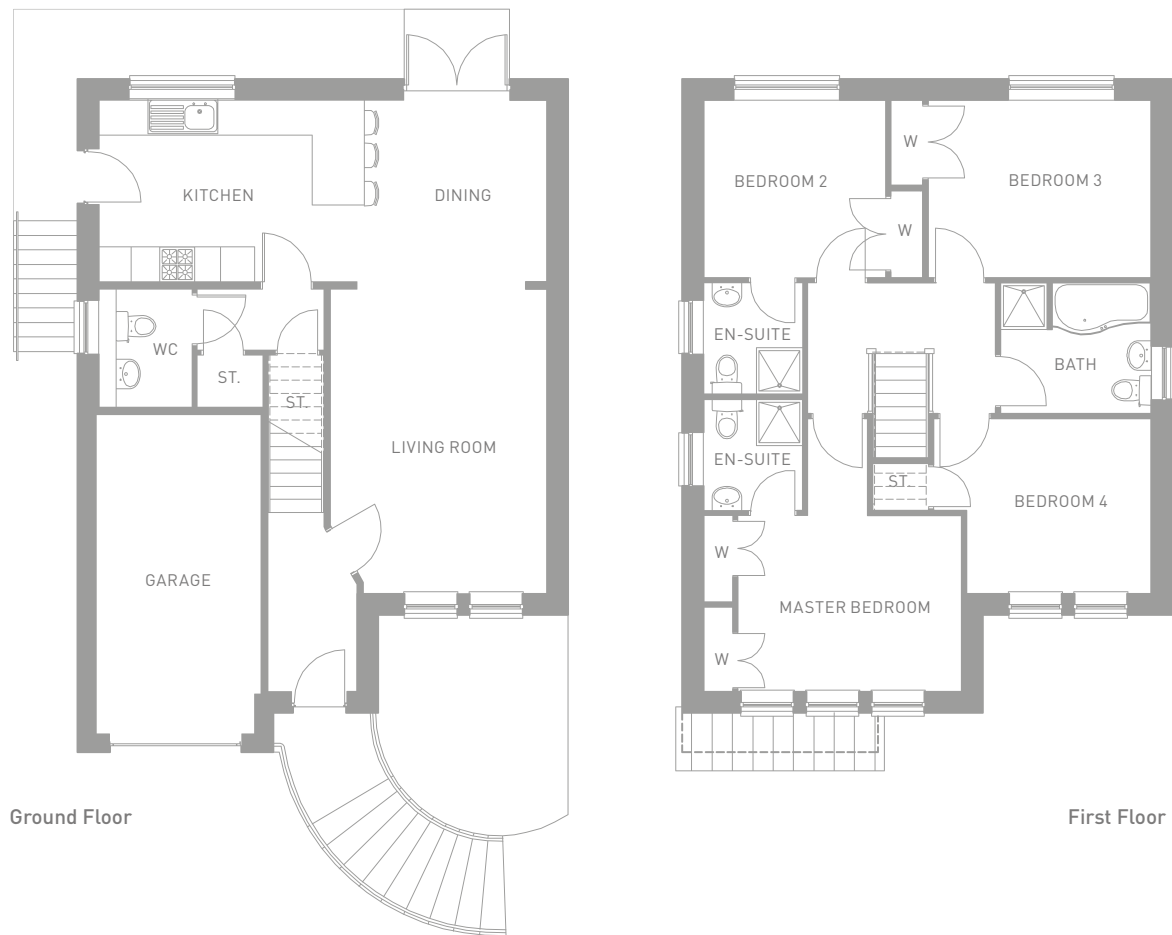 KITCHEN
DINING
WC
ST.
ST.
LIVING ROOM
GARAGE
Ground Floor
W
BEDROOM 2
BEDROOM 3
W
EN-SUITE
BATH
EN-SUITE
ST.
BEDROOM 4
W
MASTER BEDROOM
W
First Floor